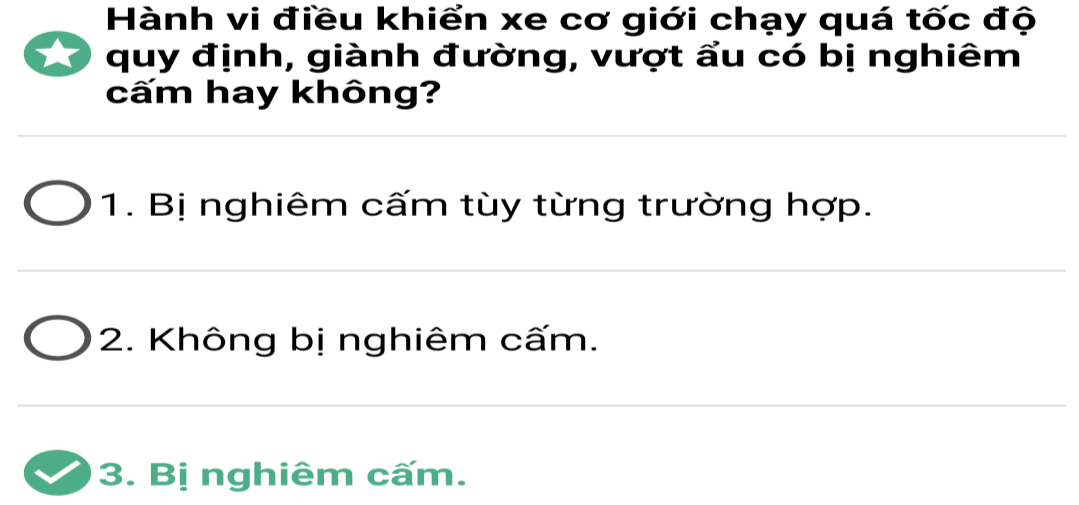 Hành vi điều khiển xe cơ giới chạy quá tốc độ
quy định, giành đường, vượt ẩu có bị nghiêm
cấm hay không?
1. Bị nghiêm cấm tùy từng trường hợp.
2. Không bị nghiêm cấm.
3. Bị nghiêm cấm.